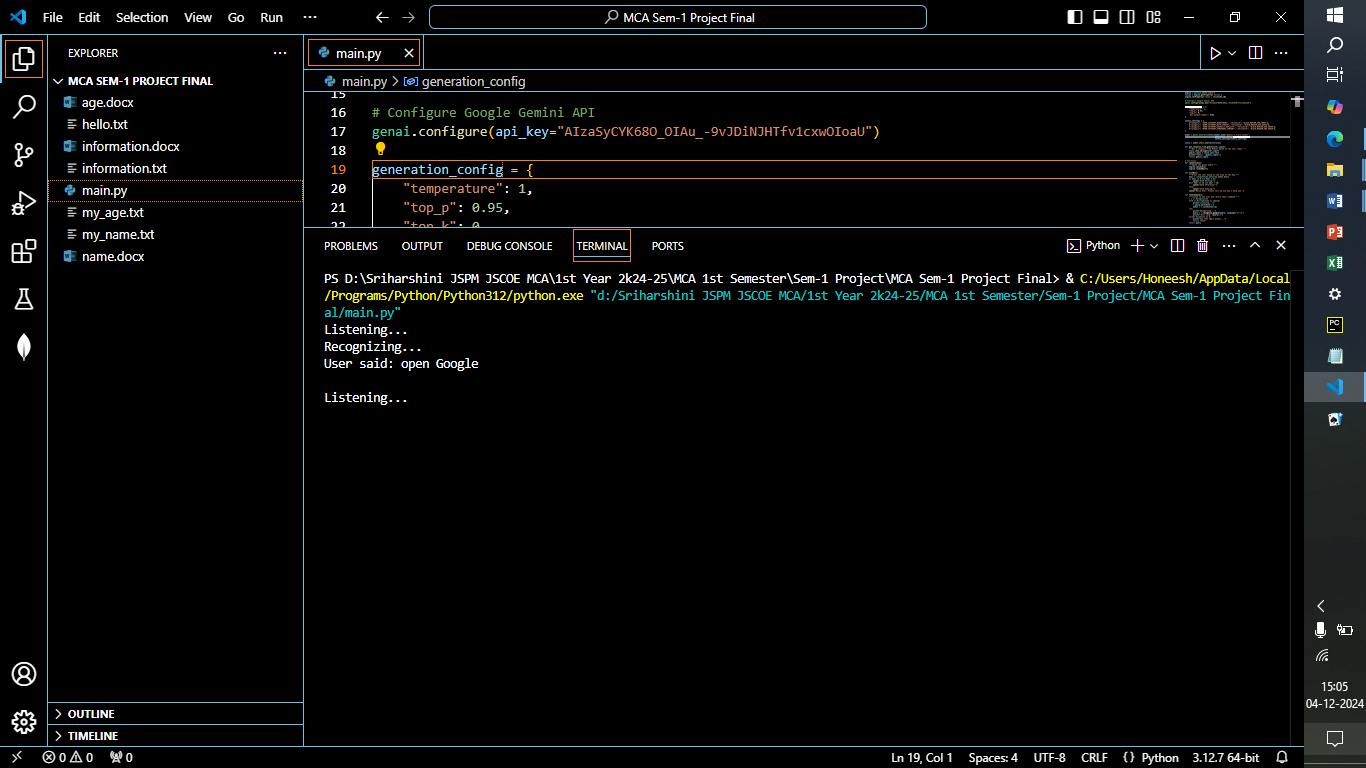 File Edit Selection View Go Run ··· MCA Sem-1 Project Final
EXPLORER ···
MCA SEM-1 PROJECT FINAL
age.docx
hello.txt
information.docx
information.txt
main.py
my_age.txt
my_name.txt
name.docx
OUTLINE
TIMELINE
main.py
main.py > generation_config
15
16 # Configure Google Gemini API
17 genai.configure(api_key="AIzaSyCYK68O_OIAu_-9vJDiNJHTfv1cxwOIoaU")
18
19 generation_config = {
20 "temperature": 1,
21 "top_p": 0.95,
22 "top_k": 0
PROBLEMS OUTPUT DEBUG CONSOLE TERMINAL PORTS Python
PS D:\Sriharshini JSPM JSCOE MCA\1st Year 2k24-25\MCA 1st Semester\Sem-1 Project\MCA Sem-1 Project Final> & C:/Users/Honeesh/AppData/Local
/Programs/Python/Python312/python.exe "d:/Sriharshini JSPM JSCOE MCA/1st Year 2k24-25/MCA 1st Semester/Sem-1 Project/MCA Sem-1 Project Fin
al/main.py"
Listening...
Recognizing...
User said: open Google
Listening...
0 0 0 Ln 19, Col 1 Spaces: 4 UTF-8 CRLF {} Python 3.12.7 64-bit
15:05
04-12-2024